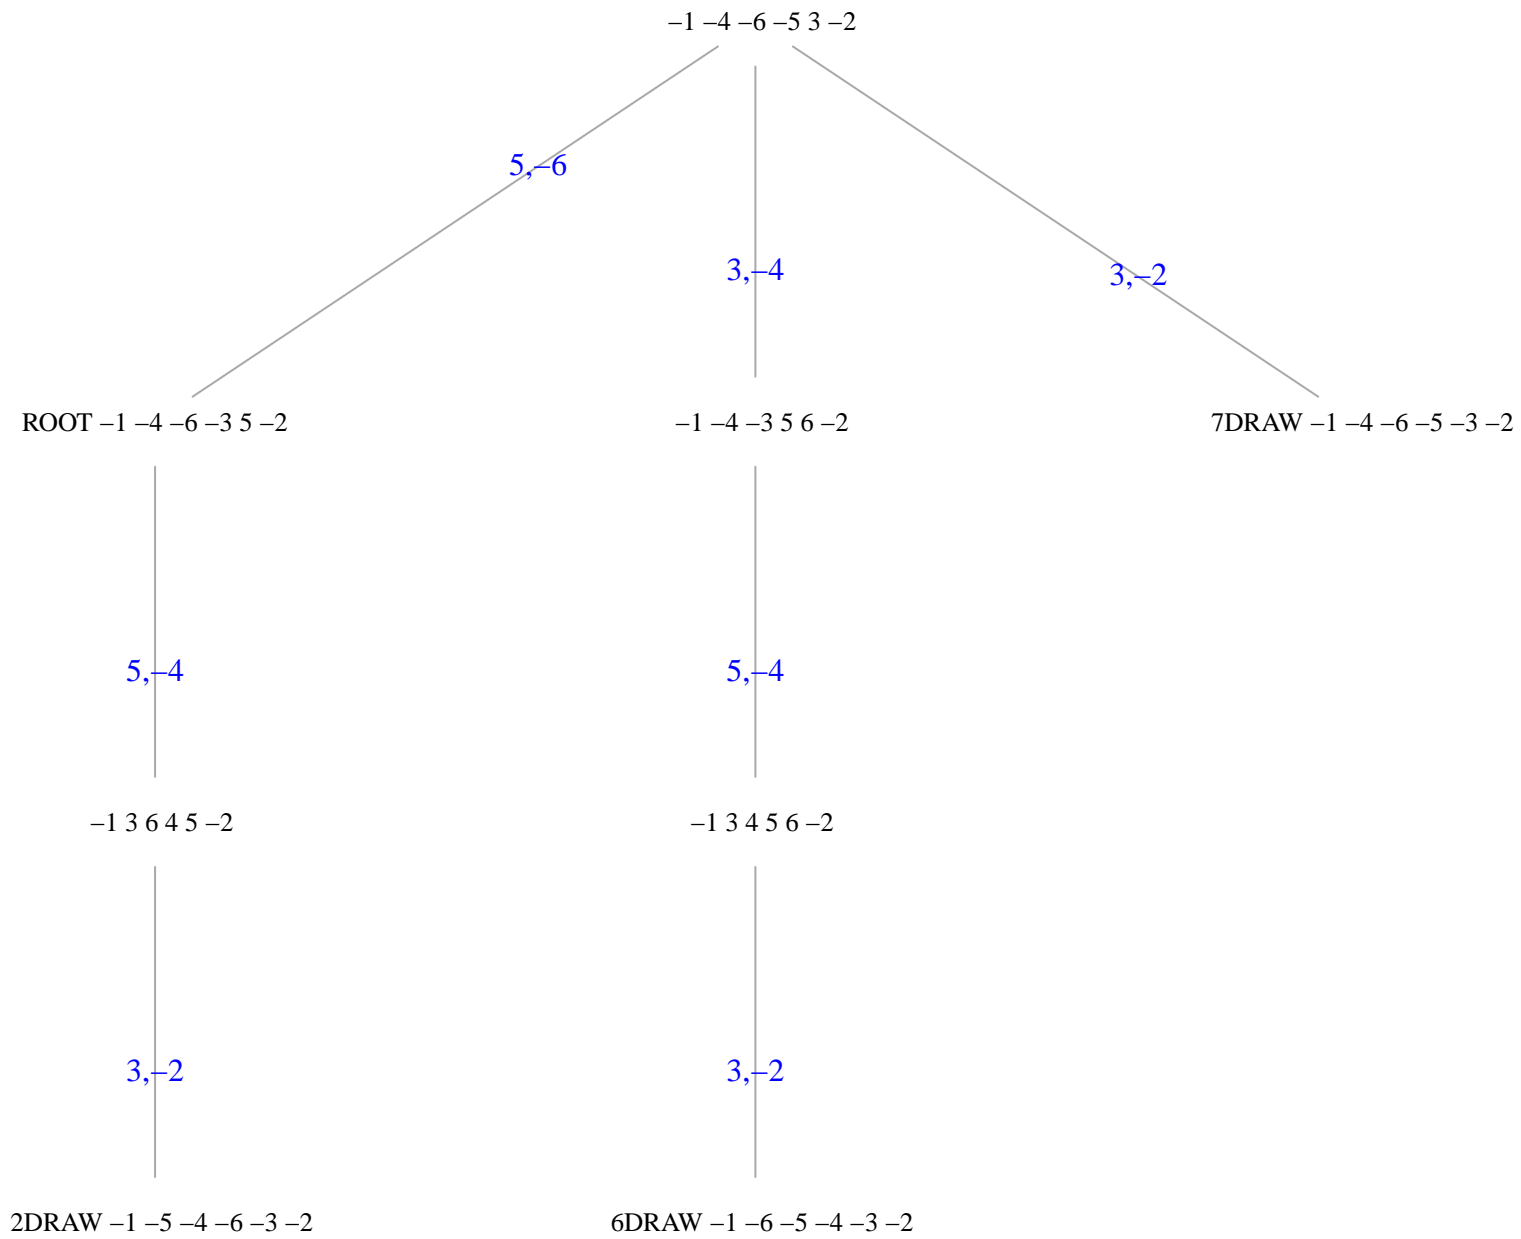 –1 –4 –6 –5 3 –2
5,–6
3,–4
3,–2
ROOT –1 –4 –6 –3 5 –2
–1 –4 –3 5 6 –2
7DRAW –1 –4 –6 –5 –3 –2
5,–4
5,–4
–1 3 6 4 5 –2
–1 3 4 5 6 –2
3,–2
3,–2
2DRAW –1 –5 –4 –6 –3 –2
6DRAW –1 –6 –5 –4 –3 –2